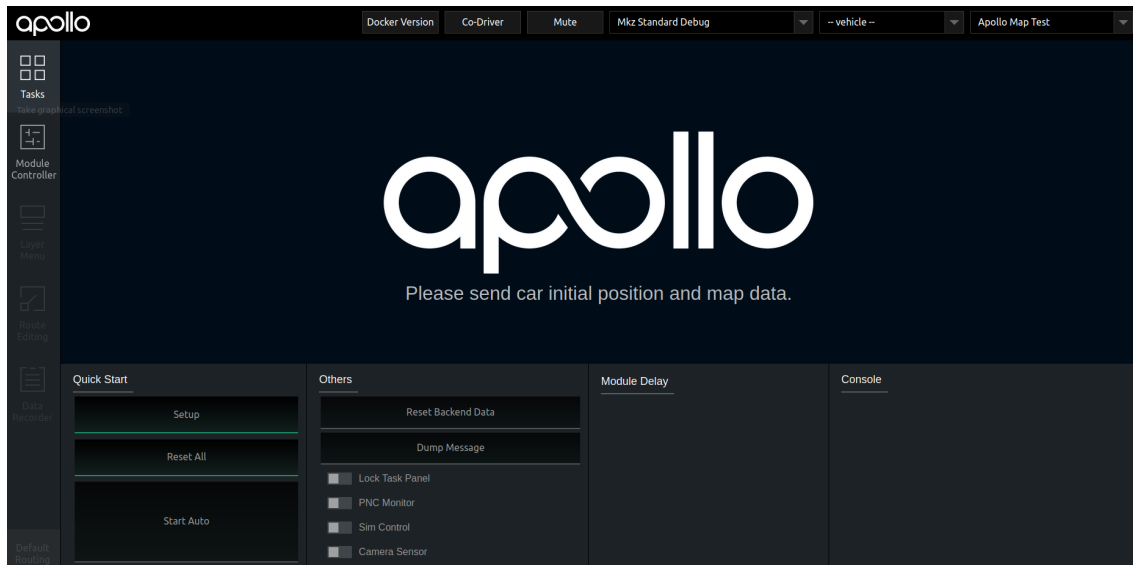 apollo
Docker Version
Co-Driver
Mute
Mkz Standard Debug
-- vehicle --
Apollo Map Test
Tasks
Take graphical screenshot
Module
Controller
Layer
Menu
Route
Editing
Data
Recorder
Default
Routing
apollo
Please send car initial position and map data.
Quick Start
Setup
Reset All
Start Auto
Others
Reset Backend Data
Dump Message
Lock Task Panel
PNC Monitor
Sim Control
Camera Sensor
Module Delay
Console